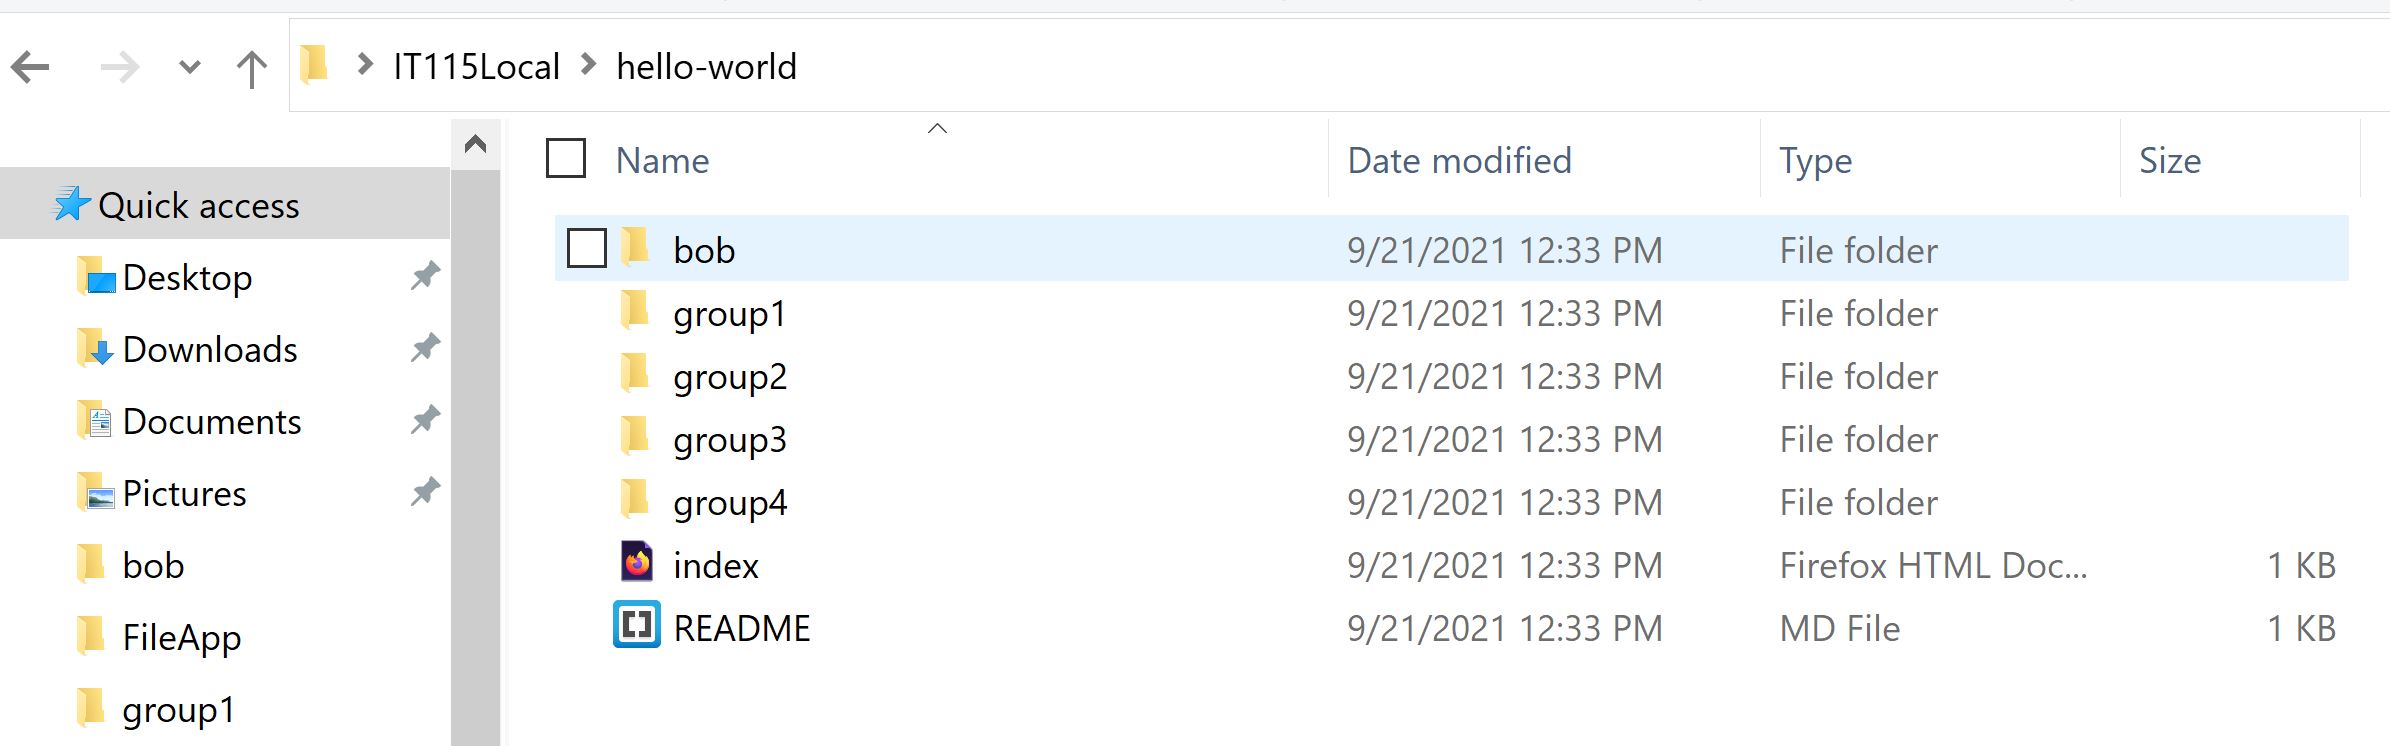 IT115Local hello-world
Name Date modified Type Size
Quick access
Desktop
Downloads
Documents
Pictures
bob
FileApp
group1
bob 9/21/2021 12:33 PM File folder
group1 9/21/2021 12:33 PM File folder
group2 9/21/2021 12:33 PM File folder
group3 9/21/2021 12:33 PM File folder
group4 9/21/2021 12:33 PM File folder
index 9/21/2021 12:33 PM Firefox HTML Doc... 1 KB
README 9/21/2021 12:33 PM MD File 1 KB